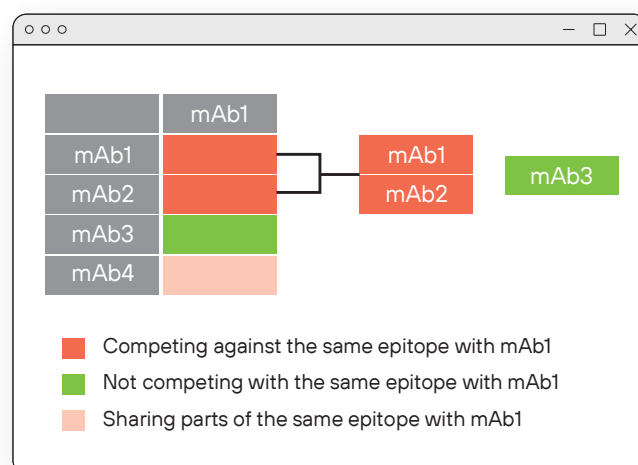 mAb1
mAb1
mAb1
mAb2
mAb2
mAb3
mAb3
mAb4
Competing against the same epitope with mAb1
Not competing with the same epitope with mAb1
Sharing parts of the same epitope with mAb1